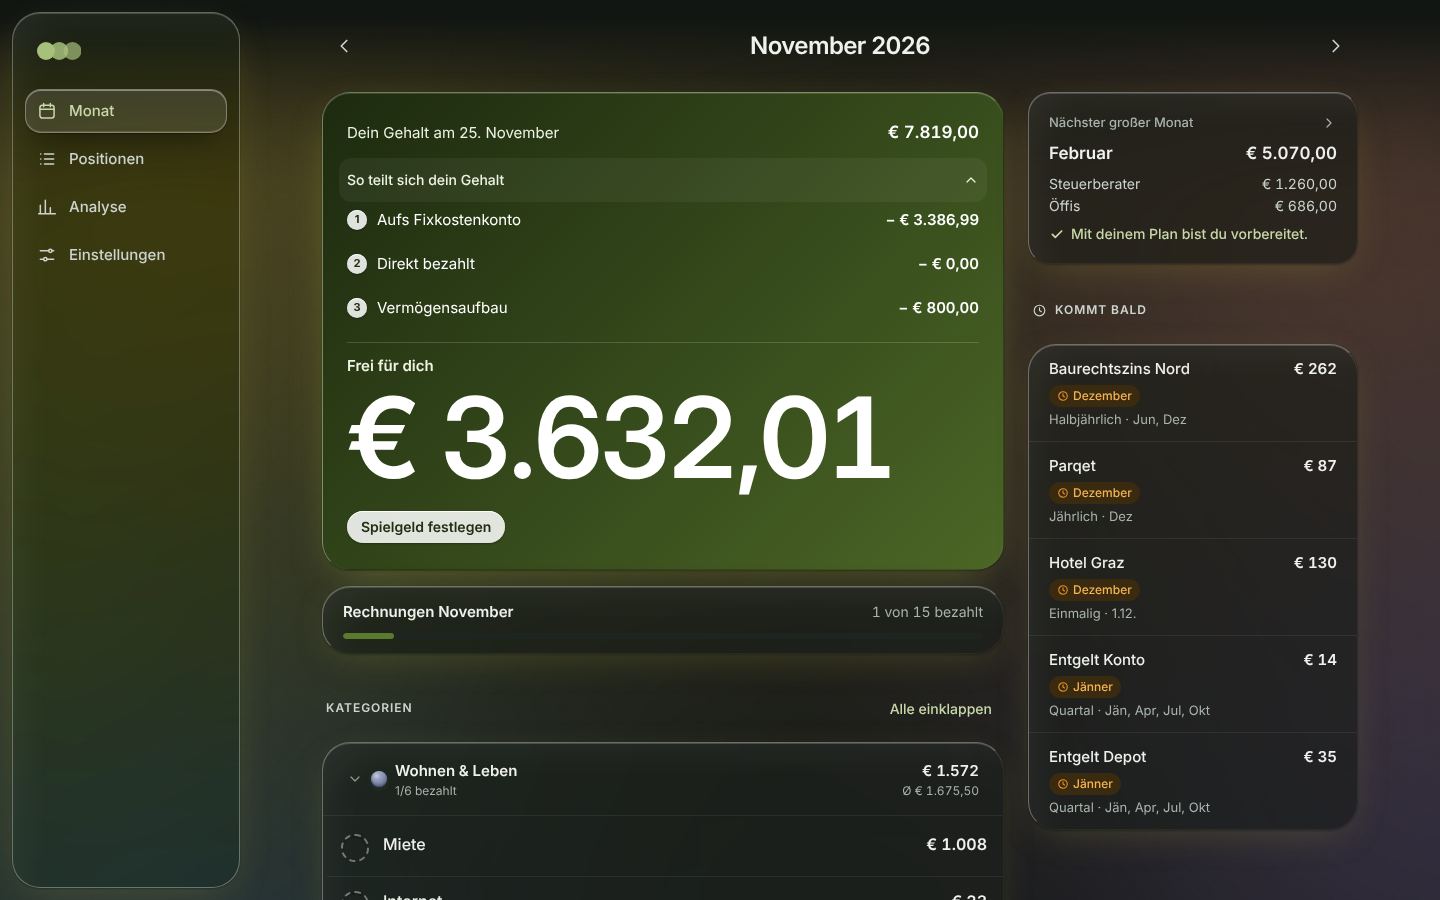 November 2026
Monat
Positionen
Analyse
Einstellungen
Dein Gehalt am 25. November € 7.819,00
So teilt sich dein Gehalt
1 Aufs Fixkostenkonto – € 3.386,99
2 Direkt bezahlt – € 0,00
3 Vermögensaufbau – € 800,00
Frei für dich
€ 3.632,01
Spielgeld festlegen
Rechnungen November 1 von 15 bezahlt
KATEGORIEN Alle einklappen
Wohnen & Leben € 1.572
1/6 bezahlt Ø € 1.675,50
Miete € 1.008
Internet
Nächster großer Monat
Februar € 5.070,00
Steuerberater € 1.260,00
Öffis € 686,00
Mit deinem Plan bist du vorbereitet.
KOMMT BALD
Baurechtszins Nord € 262
Dezember
Halbjährlich · Jun, Dez
Parqet € 87
Dezember
Jährlich · Dez
Hotel Graz € 130
Dezember
Einmalig · 1.12.
Entgelt Konto € 14
Jänner
Quartal · Jän, Apr, Jul, Okt
Entgelt Depot € 35
Jänner
Quartal · Jän, Apr, Jul, Okt